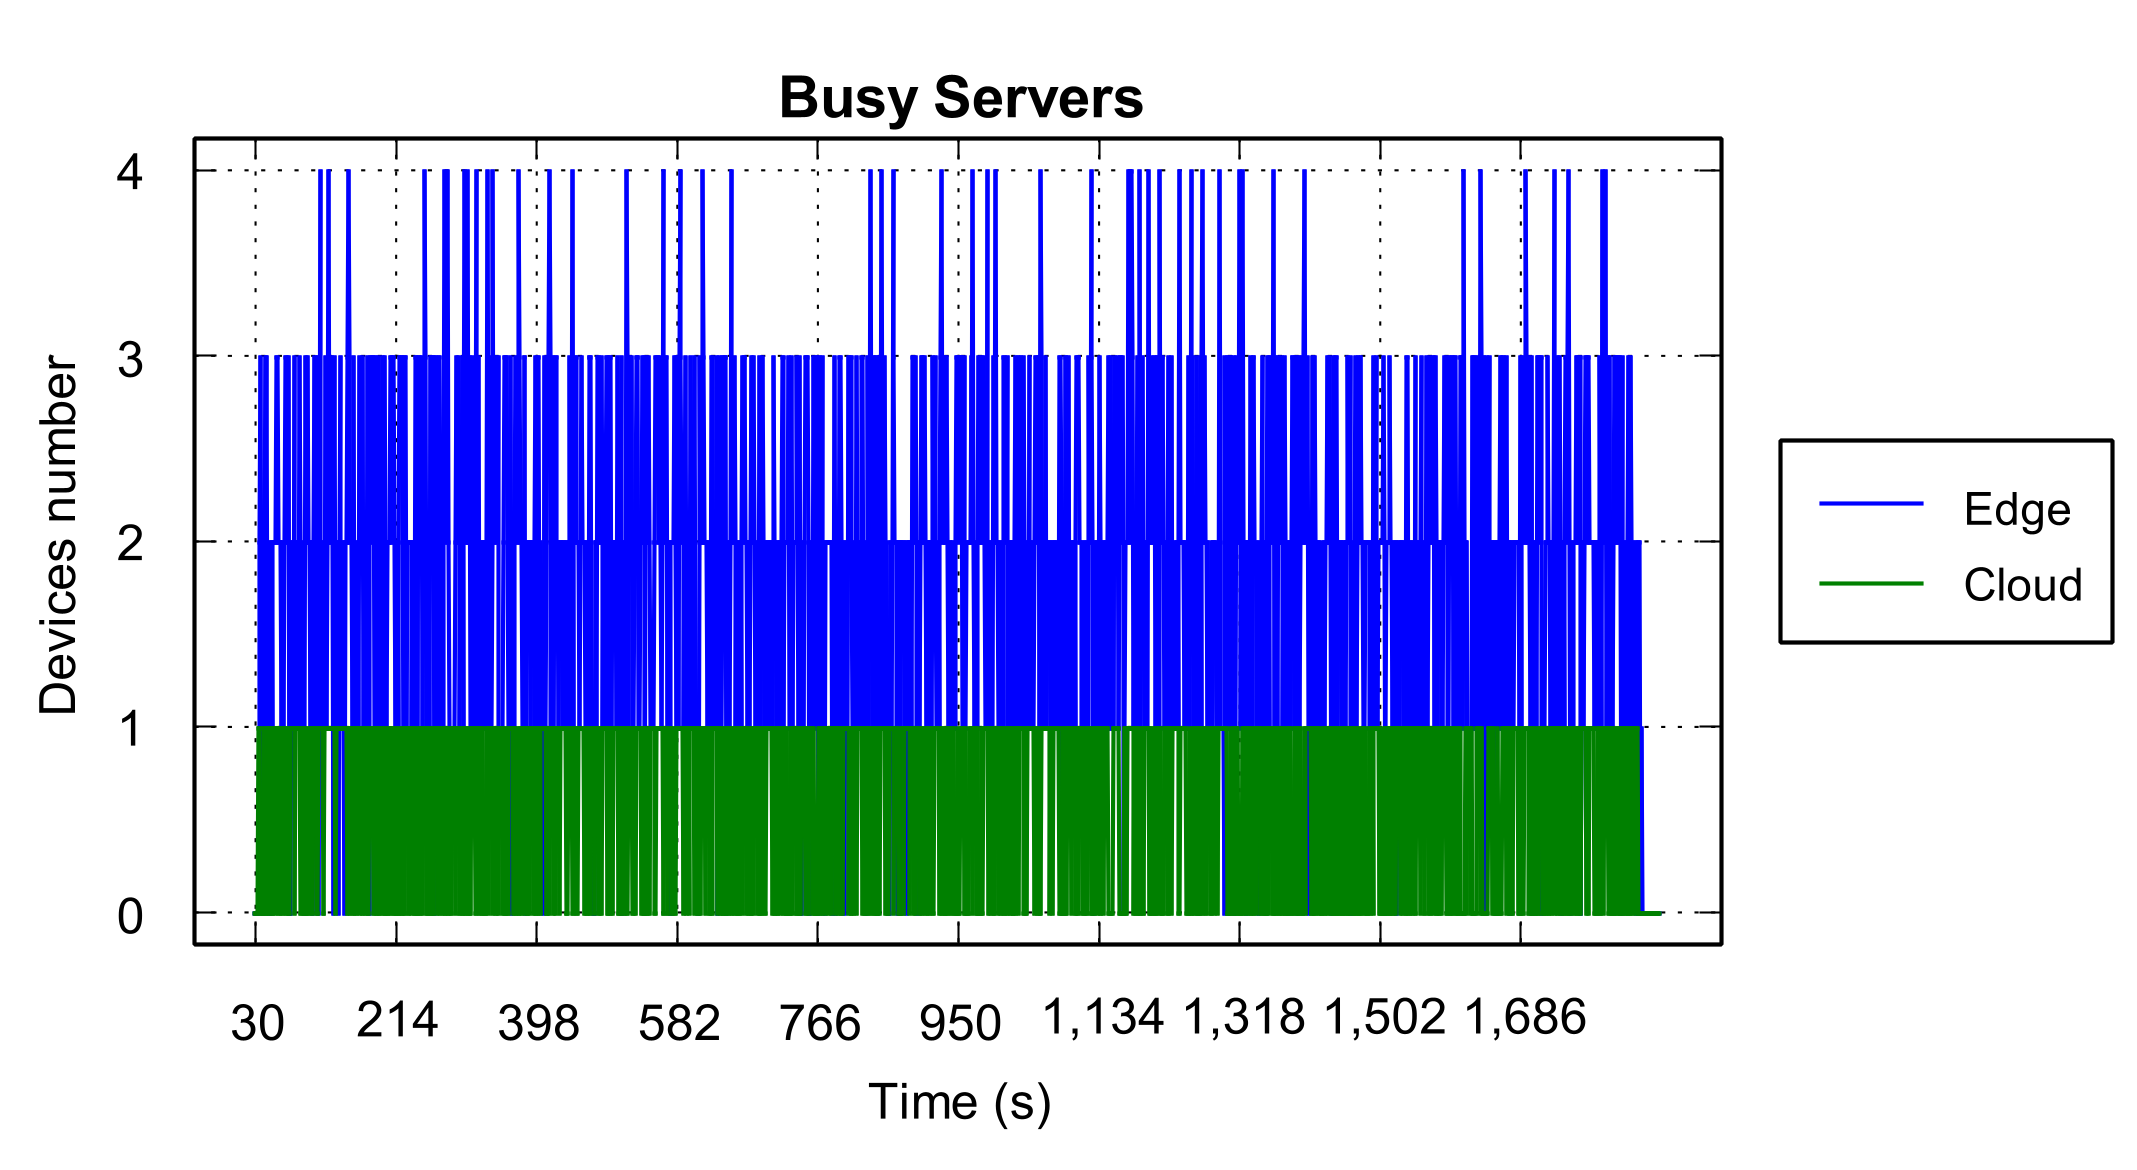 Busy Servers
Devices number
4
3
2
1
0
30 214 398 582 766 950 1,134 1,318 1,502 1,686
Time (s)
Edge
Cloud